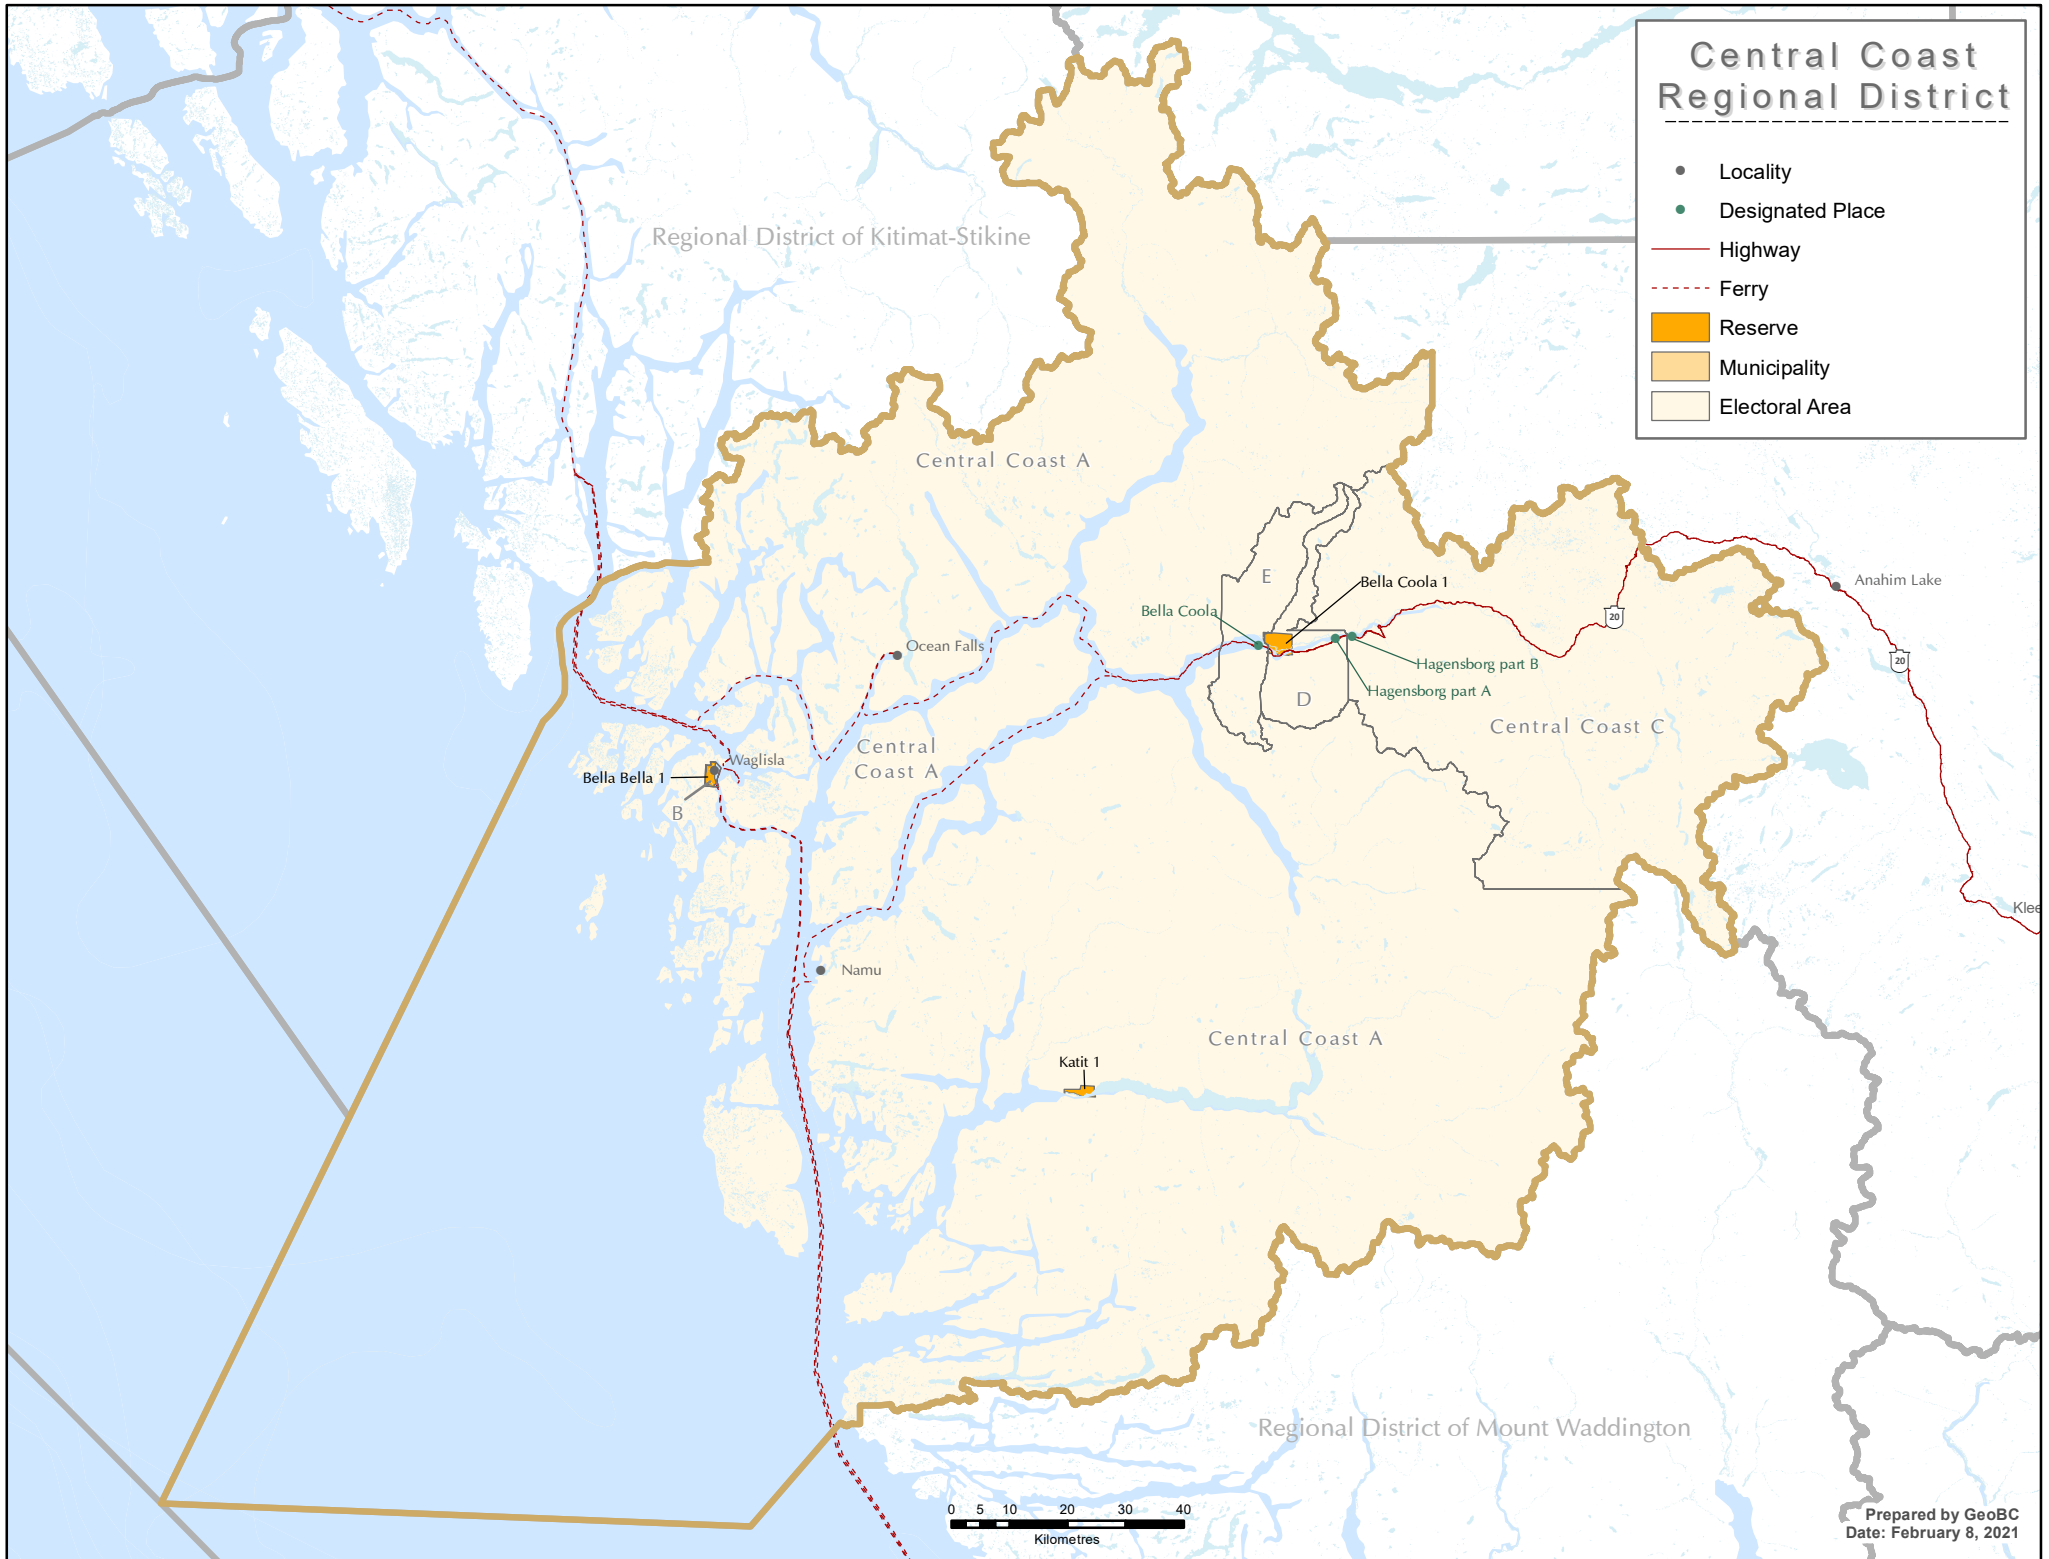 Central Coast
Regional District
Locality
Designated Place
Highway
Ferry
Reserve
Municipality
Electoral Area
Regional District of Kitimat-Stikine
Central Coast A
E
Bella Coola 1
Anahim Lake
Bella Coola
20
Ocean Falls
20
Hagensborg part B
Hagensborg part A
D
Central Coast C
Central
Coast A
Waglisla
Bella Bella 1
B
Klee
Namu
Central Coast A
Katit 1
Regional District of Mount Waddington
0 5 10 20 30 40
Kilometres
Prepared by GeoBC
Date: February 8, 2021